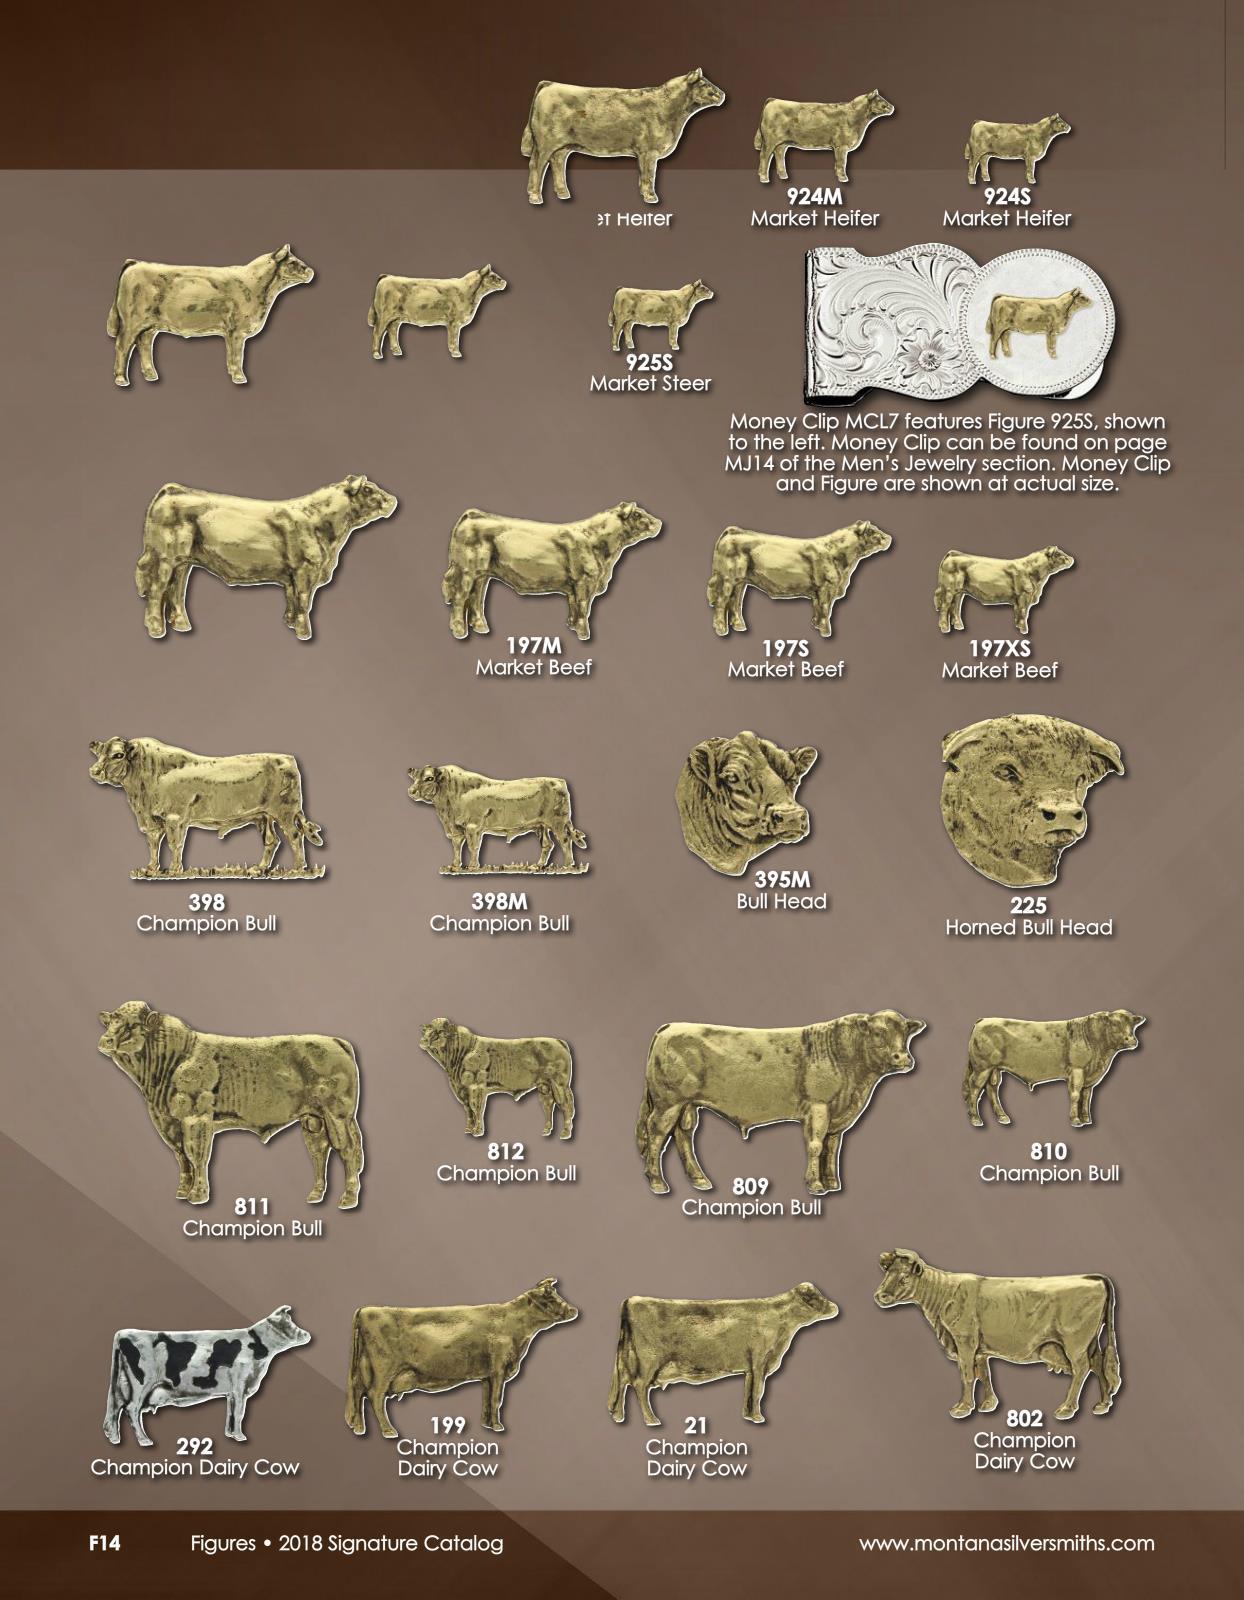 924M
Market Heifer
924S
Market Heifer
Heifer
925S
Market Steer
Money Clip MCL7 features Figure 925S, shown
to the left. Money Clip can be found on page
MJ14 of the Men's Jewelry section. Money Clip
and Figure are shown at actual size.
197M
Market Beef
197S
Market Beef
197XS
Market Beef
398
Champion Bull
398M
Champion Bull
395M
Bull Head
225
Horned Bull Head
811
Champion Bull
812
Champion Bull
809
Champion Bull
810
Champion Bull
292
Champion Dairy Cow
199
Champion
Dairy Cow
21
Champion
Dairy Cow
802
Champion
Dairy Cow
F14 Figures • 2018 Signature Catalog www.montanasilversmiths.com